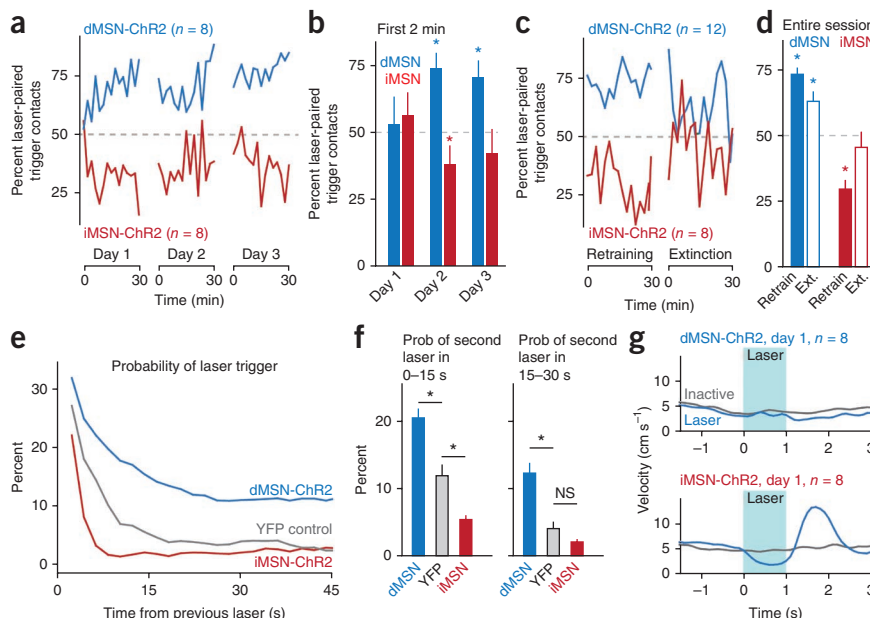 a
dMSN-ChR2 (n = 8)
Percent laser-paired
trigger contacts
75
50
25
iMSN-ChR2 (n = 8)
Day 1
Day 2
Day 3
0
30
0
30
0
30
Time (min)
b
First 2 min
dMSN
iMSN
*
*
*
Percent laser-paired
trigger contacts
100
75
50
25
0
Day 1
Day 2
Day 3
c
dMSN-ChR2 (n = 12)
Percent laser-paired
trigger contacts
75
50
25
iMSN-ChR2 (n = 8)
Retraining
Extinction
0
30
0
30
Time (min)
d
Entire session
dMSN
iMSN
*
*
*
100
75
50
25
0
Retrain
Ext.
Retrain
Ext.
e
Probability of laser trigger
Percent
30
20
10
0
dMSN-ChR2
YFP control
iMSN-ChR2
0
15
30
45
Time from previous laser (s)
f
Prob of second
laser in
0–15 s
Prob of second
laser in
15–30 s
Percent
20
10
0
*
*
*
NS
dMSN
YFP
iMSN
dMSN
YFP
iMSN
g
dMSN-ChR2, day 1, n = 8
Laser
Inactive
Laser
10
5
0
–1
0
1
2
3
Velocity (cm s–1)
iMSN-ChR2, day 1, n = 8
Laser
10
5
0
–1
0
1
2
3
Time (s)